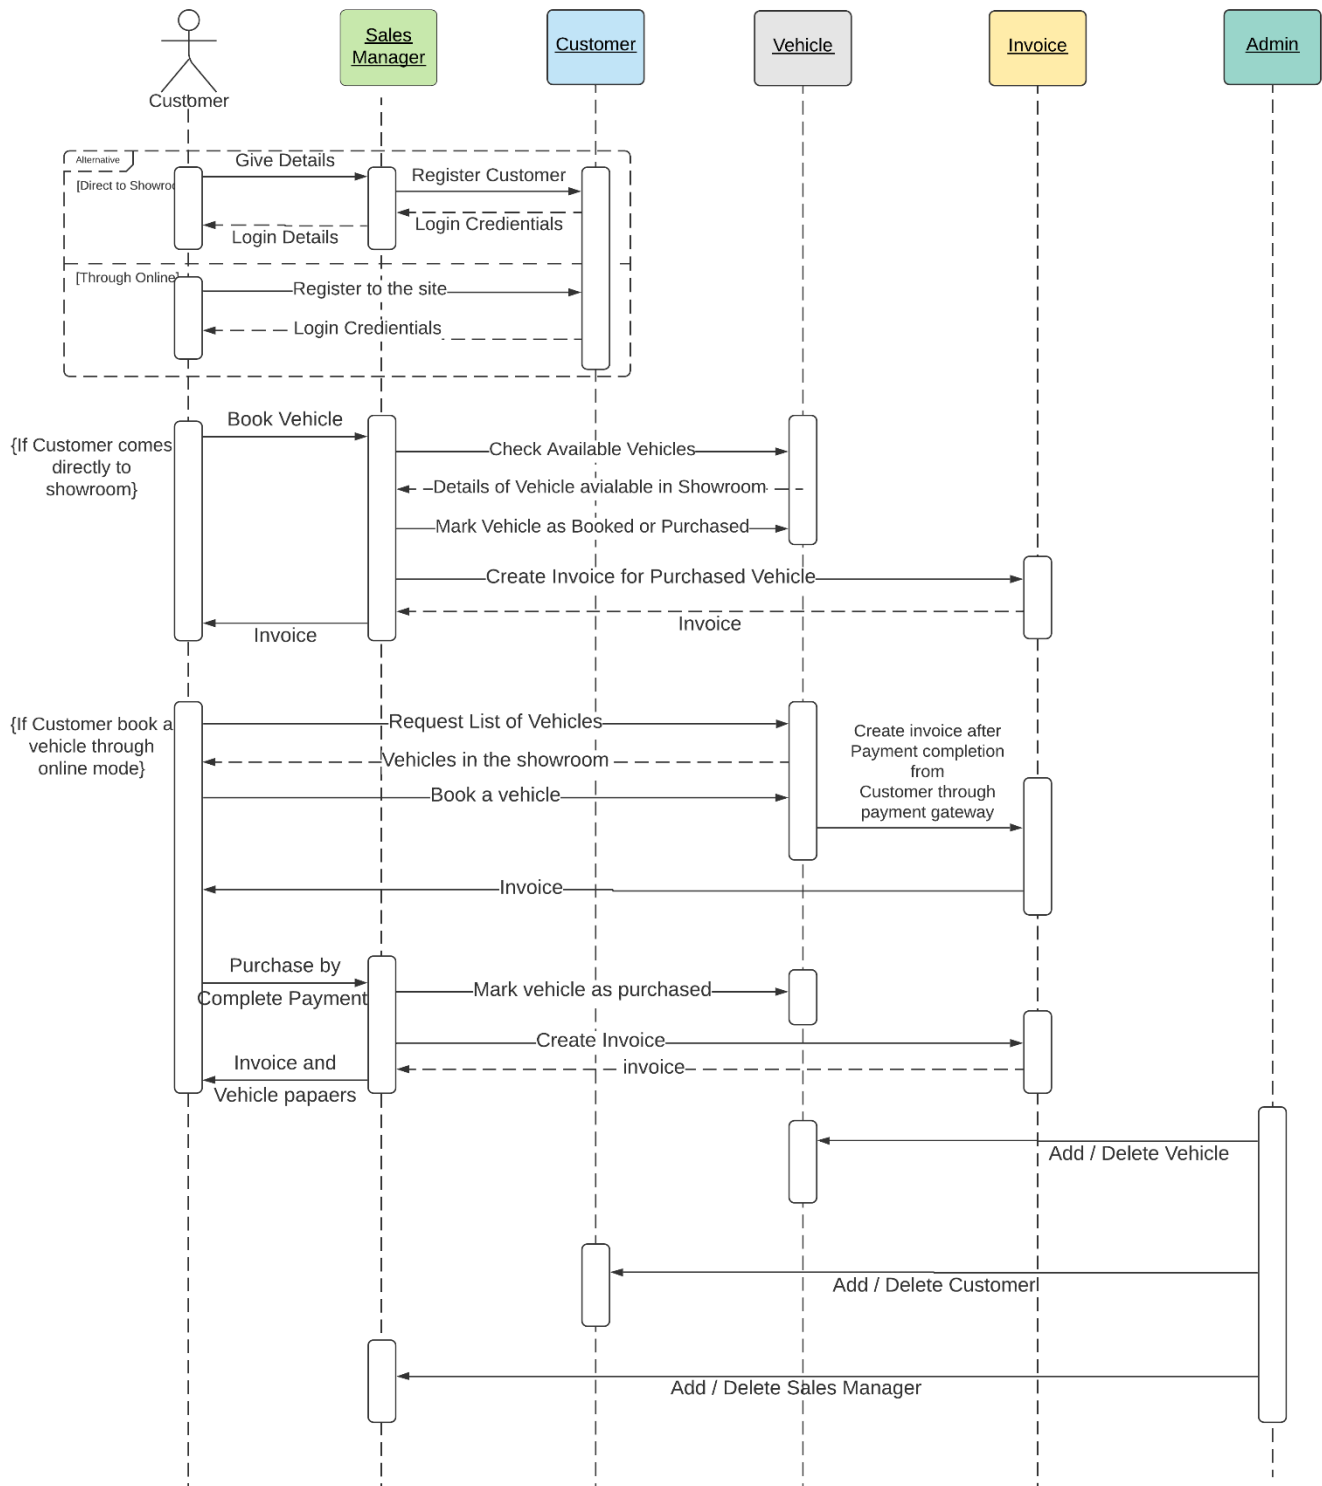 Sales
Manager
Customer
Vehicle
Invoice
Admin
Customer
Alternative
Give Details
[Direct to Showroo
Register Customer
Login Credientials
Login Details
[Through Online]
Register to the site
Login Credientials
Book Vehicle
{If Customer comes
directly to
showroom}
Check Available Vehicles
Details of Vehicle avialable in Showroom
Mark Vehicle as Booked or Purchased
Create Invoice for Purchased Vehicle
Invoice
Invoice
{If Customer book a
vehicle through
online mode}
Request List of Vehicles
Vehicles in the showroom
Book a vehicle
Create invoice after
Payment completion
from
Customer through
payment gateway
Invoice
Purchase by
Complete Payment
Mark vehicle as purchased
Create Invoice
invoice
Invoice and
Vehicle papaers
Add / Delete Vehicle
Add / Delete Customer
Add / Delete Sales Manager